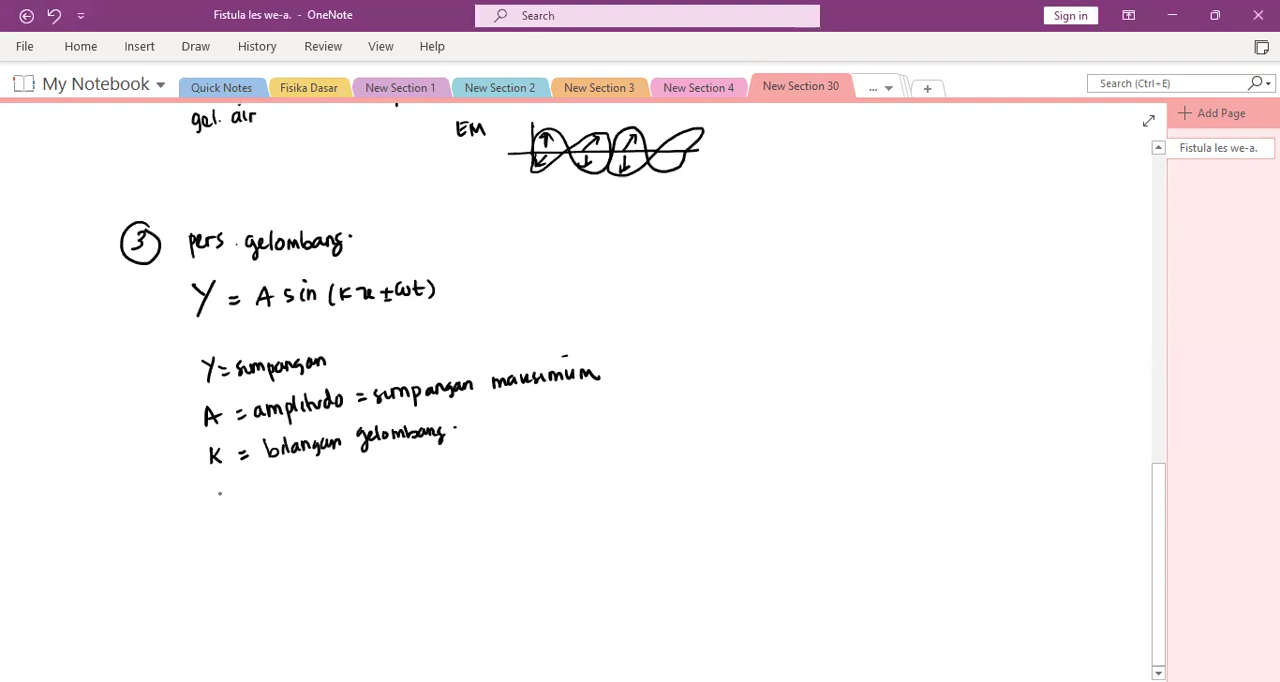 Fistula les we-a. - OneNote
Search
Sign in
File Home Insert Draw History Review View Help
My Notebook Quick Notes Fisika Dasar New Section 1 New Section 2 New Section 3 New Section 4 New Section 30 ... +
Search (Ctrl+E)
Add Page
Fistula les we-a.
gel. air
EM
3 pers. gelombang.
Y = A sin (kx ± ωt)
Y = simpangan
A = amplitudo = simpangan maksimum
K = bilangan gelombang.